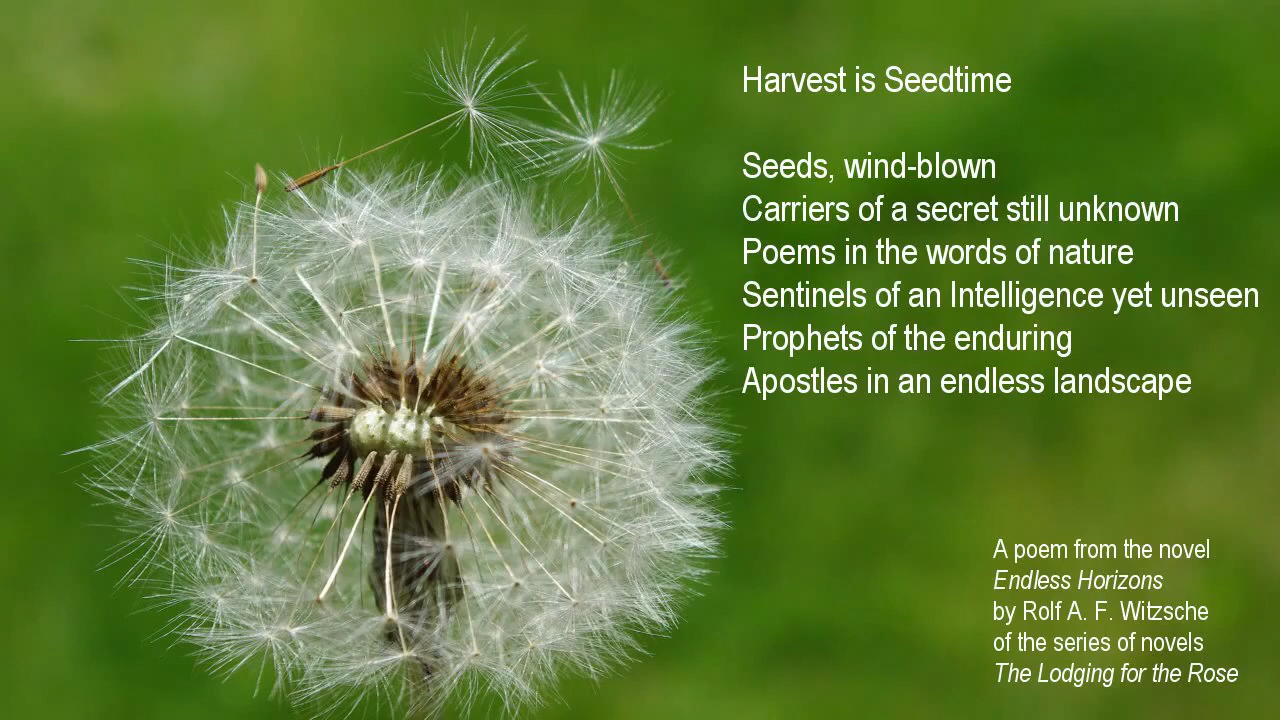 Harvest is Seedtime
Seeds, wind-blown
Carriers of a secret still unknown
Poems in the words of nature
Sentinels of an Intelligence yet unseen
Prophets of the enduring
Apostles in an endless landscape
A poem from the novel
Endless Horizons
by Rolf A. F. Witzsche
of the series of novels
The Lodging for the Rose